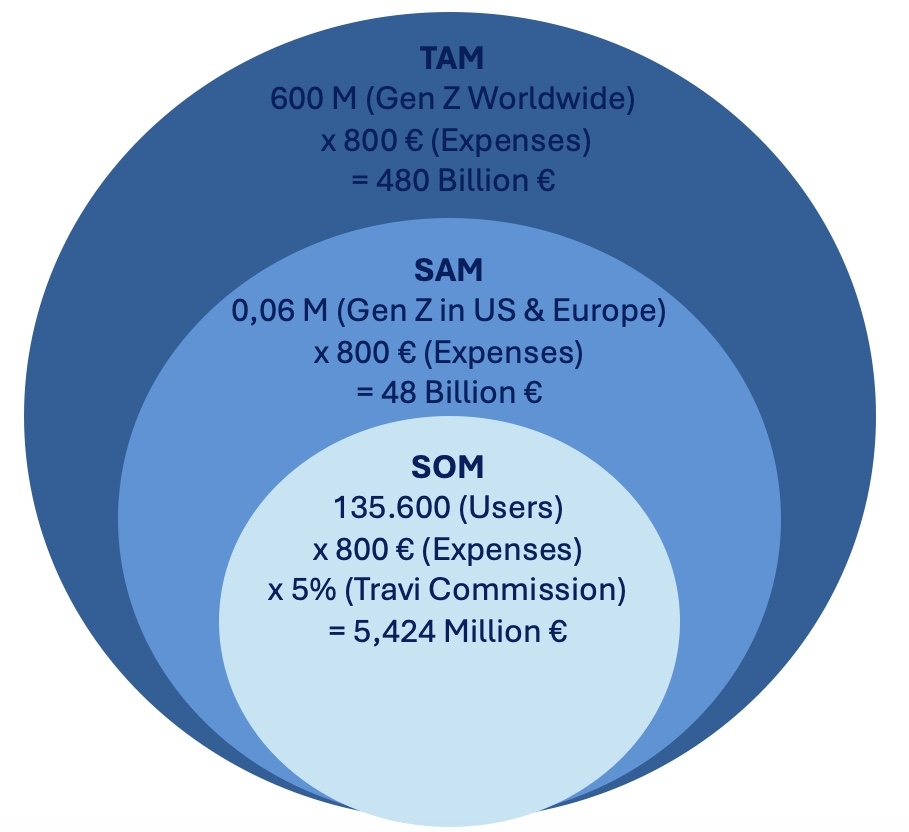 TAM
600 M (Gen Z Worldwide)
x 800 € (Expenses)
= 480 Billion €
SAM
0,06 M (Gen Z in US & Europe)
x 800 € (Expenses)
= 48 Billion €
SOM
135.600 (Users)
x 800 € (Expenses)
x 5% (Travi Commission)
= 5,424 Million €